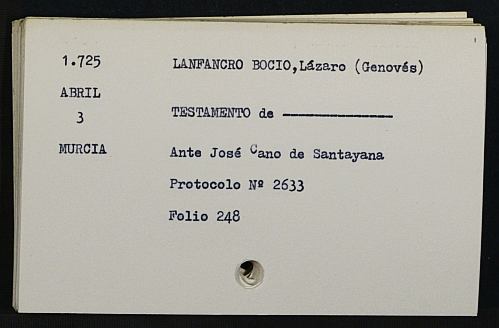 1.725 LANFANCRO BOCIO,Lázaro (Genovés)
ABRIL
3 TESTAMENTO de ----------------
MURCIA Ante José Cano de Santayana
Protocolo Nº 2633
Folio 248